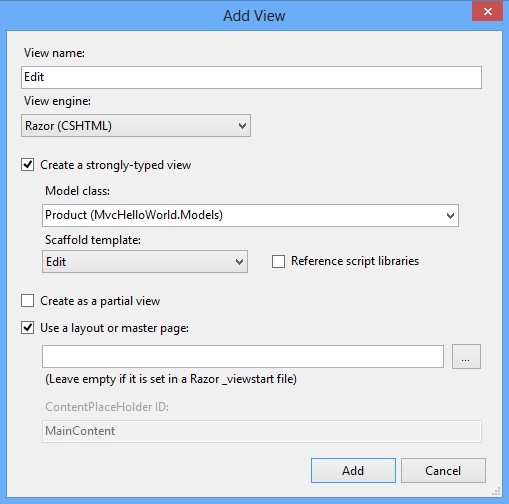 Add View
View name:
Edit
View engine:
Razor (CSHTML)
Create a strongly-typed view
Model class:
Product (MvcHelloWorld.Models)
Scaffold template:
Edit
Reference script libraries
Create as a partial view
Use a layout or master page:
...
(Leave empty if it is set in a Razor _viewstart file)
ContentPlaceHolder ID:
MainContent
Add
Cancel